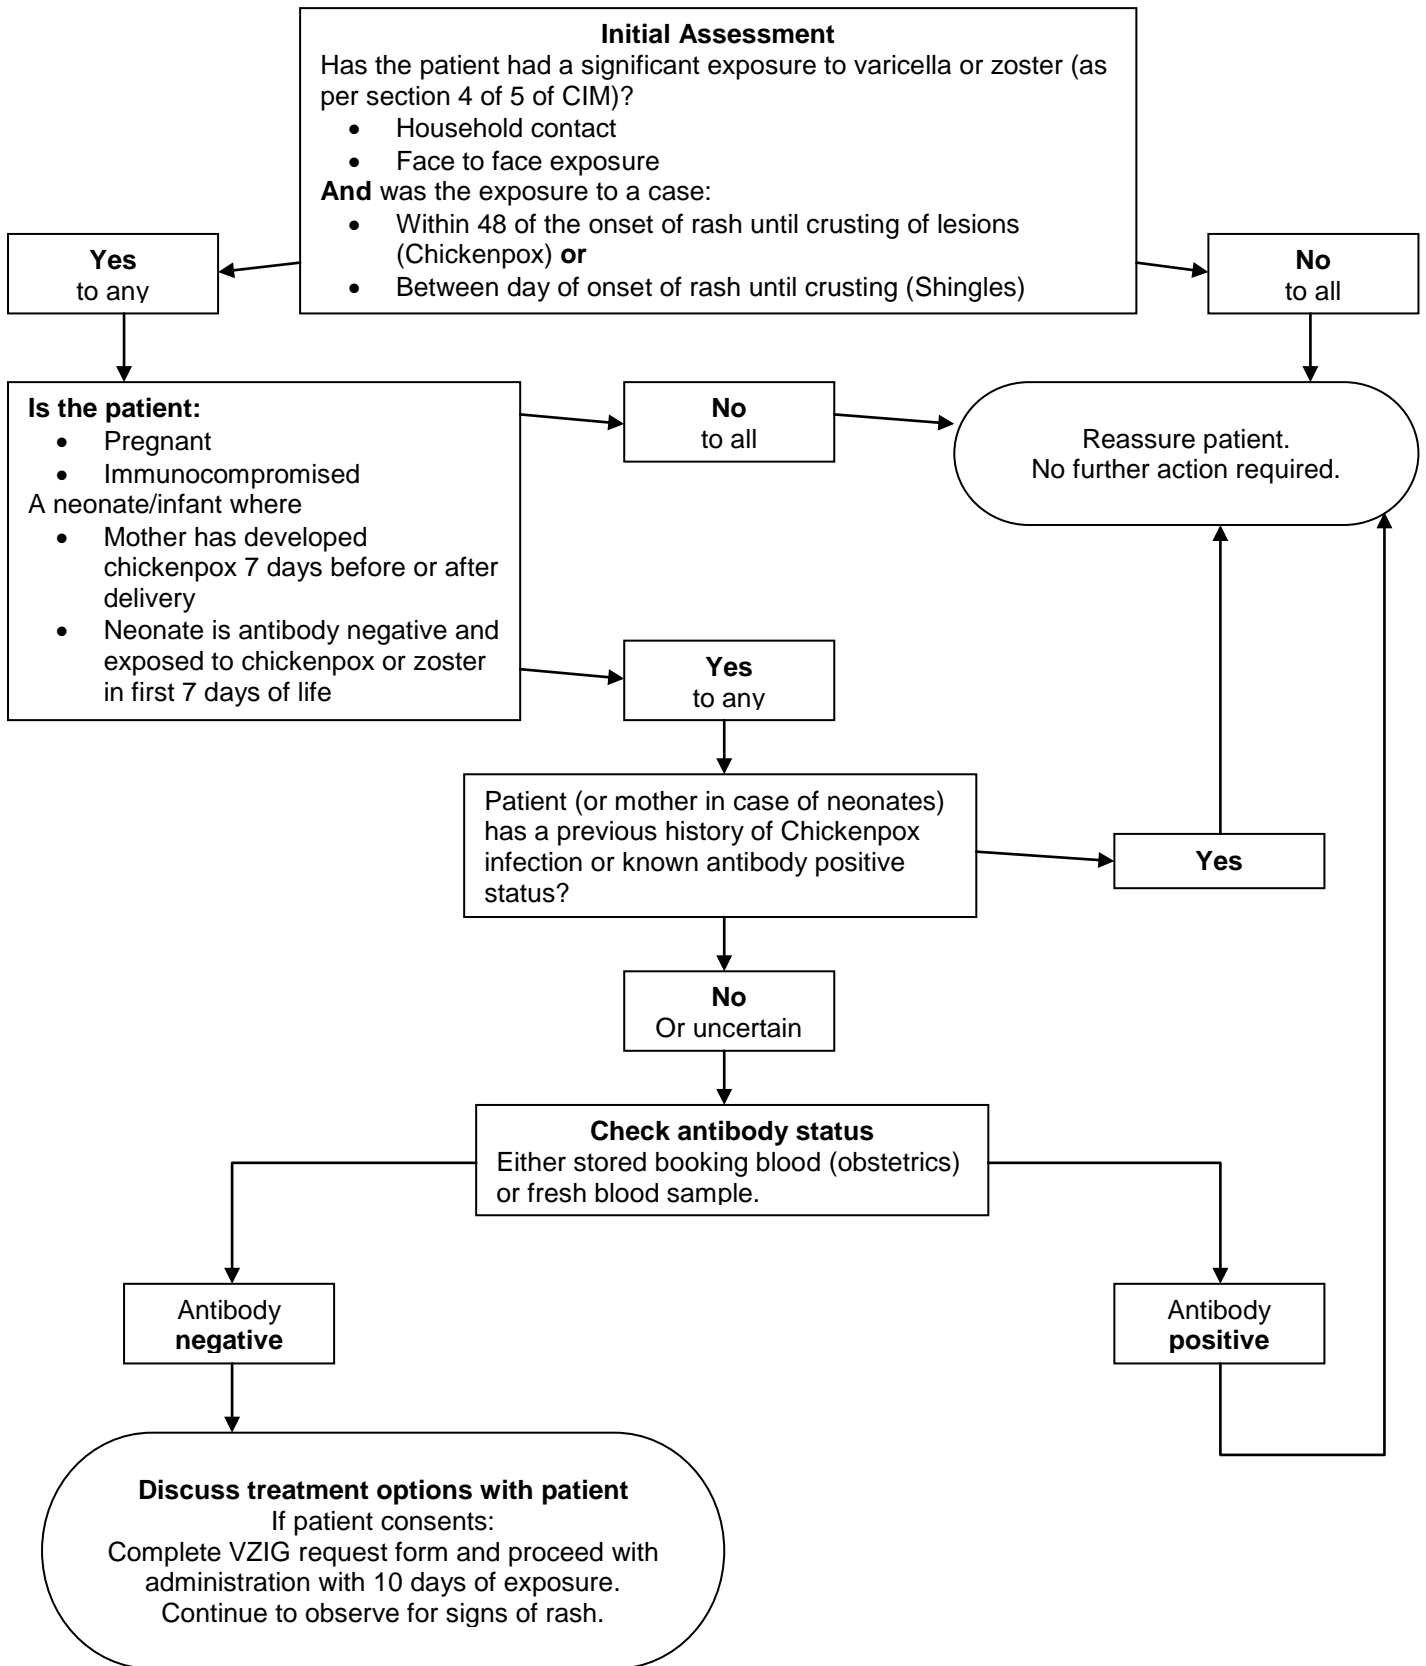 Initial Assessment
Has the patient had a significant exposure to varicella or zoster (as
per section 4 of 5 of CIM)?
• Household contact
• Face to face exposure
And was the exposure to a case:
• Within 48 of the onset of rash until crusting of lesions
(Chickenpox) or
• Between day of onset of rash until crusting (Shingles)
Yes
to any
No
to all
Is the patient:
• Pregnant
• Immunocompromised
A neonate/infant where
• Mother has developed
chickenpox 7 days before or after
delivery
• Neonate is antibody negative and
exposed to chickenpox or zoster
in first 7 days of life
No
to all
Reassure patient.
No further action required.
Yes
to any
Patient (or mother in case of neonates)
has a previous history of Chickenpox
infection or known antibody positive
status?
Yes
No
Or uncertain
Check antibody status
Either stored booking blood (obstetrics)
or fresh blood sample.
Antibody
negative
Antibody
positive
Discuss treatment options with patient
If patient consents:
Complete VZIG request form and proceed with
administration with 10 days of exposure.
Continue to observe for signs of rash.